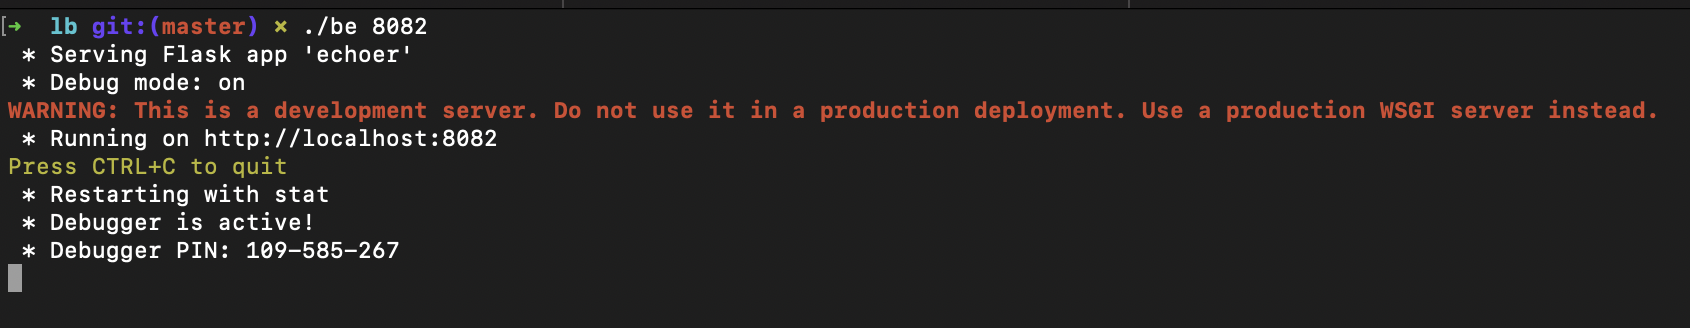 [➜  lb git:(master) ✗ ./be 8082
 * Serving Flask app 'echoer'
 * Debug mode: on
WARNING: This is a development server. Do not use it in a production deployment. Use a production WSGI server instead.
 * Running on http://localhost:8082
Press CTRL+C to quit
 * Restarting with stat
 * Debugger is active!
 * Debugger PIN: 109-585-267